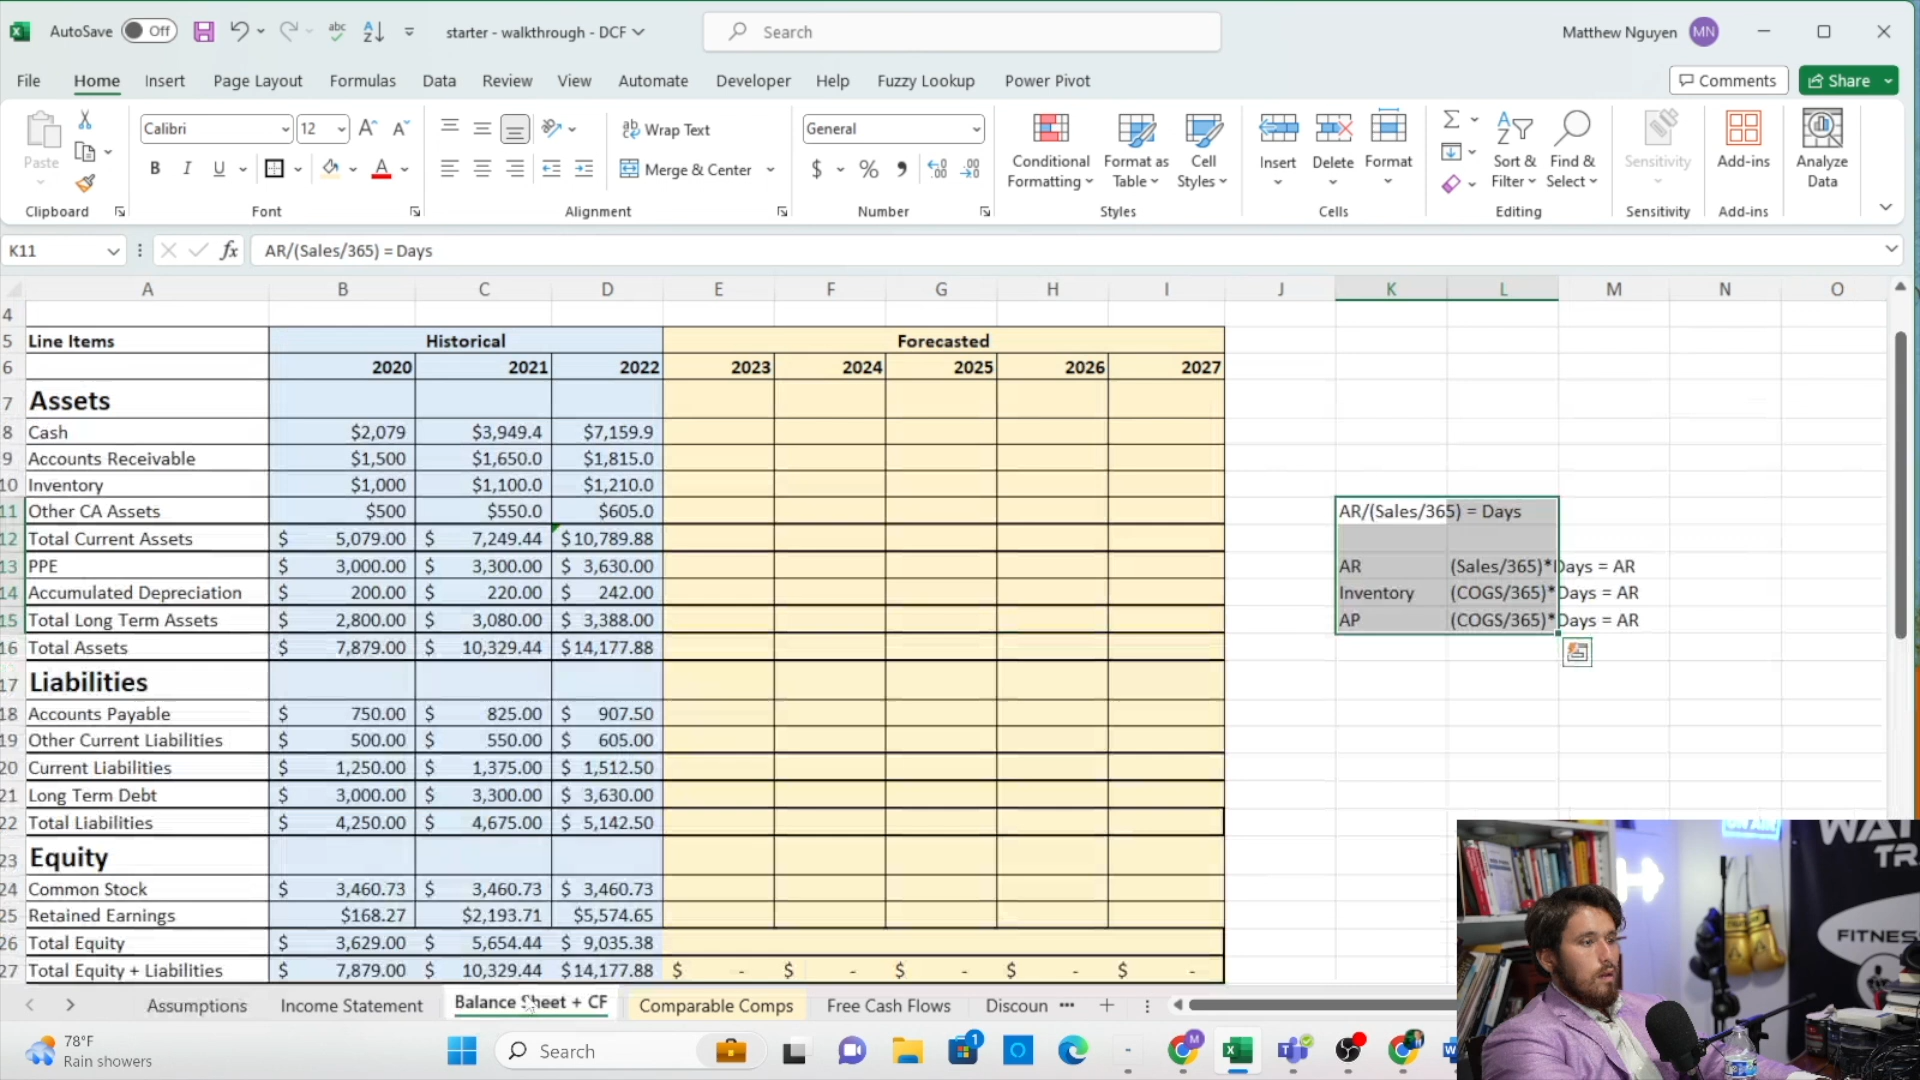 AutoSave Off starter - walkthrough - DCF Search Matthew Nguyen MN
File Home Insert Page Layout Formulas Data Review View Automate Developer Help Fuzzy Lookup Power Pivot Comments Share
Paste Calibri 12 Wrap Text General Conditional Formatting Format as Table Cell Styles Insert Delete Format Sort & Filter Find & Select Sensitivity Add-ins Analyze Data
B I U Merge & Center $ %
Clipboard Font Alignment Number Styles Cells Editing Sensitivity Add-ins
K11 fx AR/(Sales/365) = Days
A B C D E F G H I J K L M N O
4
5 Line Items Historical Forecasted
6 2020 2021 2022 2023 2024 2025 2026 2027
7 Assets
8 Cash $2,079 $3,949.4 $7,159.9
9 Accounts Receivable $1,500 $1,650.0 $1,815.0
10 Inventory $1,000 $1,100.0 $1,210.0
11 Other CA Assets $500 $550.0 $605.0 AR/(Sales/365) = Days
12 Total Current Assets $ 5,079.00 $ 7,249.44 $10,789.88
13 PPE $ 3,000.00 $ 3,300.00 $ 3,630.00 AR (Sales/365)*Days = AR
14 Accumulated Depreciation $ 200.00 $ 220.00 $ 242.00 Inventory (COGS/365)*Days = AR
15 Total Long Term Assets $ 2,800.00 $ 3,080.00 $ 3,388.00 AP (COGS/365)*Days = AR
16 Total Assets $ 7,879.00 $ 10,329.44 $14,177.88
17 Liabilities
18 Accounts Payable $ 750.00 $ 825.00 $ 907.50
19 Other Current Liabilities $ 500.00 $ 550.00 $ 605.00
20 Current Liabilities $ 1,250.00 $ 1,375.00 $ 1,512.50
21 Long Term Debt $ 3,000.00 $ 3,300.00 $ 3,630.00
22 Total Liabilities $ 4,250.00 $ 4,675.00 $ 5,142.50
23 Equity
24 Common Stock $ 3,460.73 $ 3,460.73 $ 3,460.73
25 Retained Earnings $168.27 $2,193.71 $5,574.65
26 Total Equity $ 3,629.00 $ 5,654.44 $ 9,035.38
27 Total Equity + Liabilities $ 7,879.00 $ 10,329.44 $14,177.88 $ - $ - $ - $ - $ -
Assumptions Income Statement Balance Sheet + CF Comparable Comps Free Cash Flows Discoun ...
ON AIR
WAT
TR
FITNES
78°F
Rain showers
Search
1
M